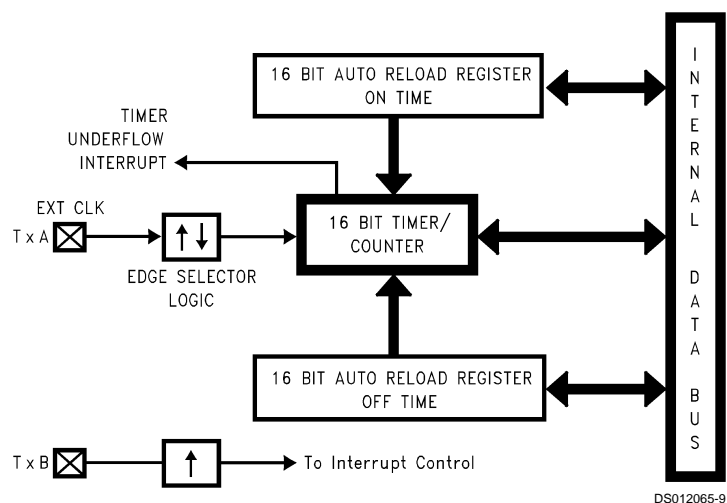 16 BIT AUTO RELOAD REGISTER
ON TIME
TIMER
UNDERFLOW
INTERRUPT
EXT CLK
TxA
16 BIT TIMER/
COUNTER
EDGE SELECTOR
LOGIC
16 BIT AUTO RELOAD REGISTER
OFF TIME
TxB
To Interrupt Control
INTERNAL DATA BUS
DS012065-9